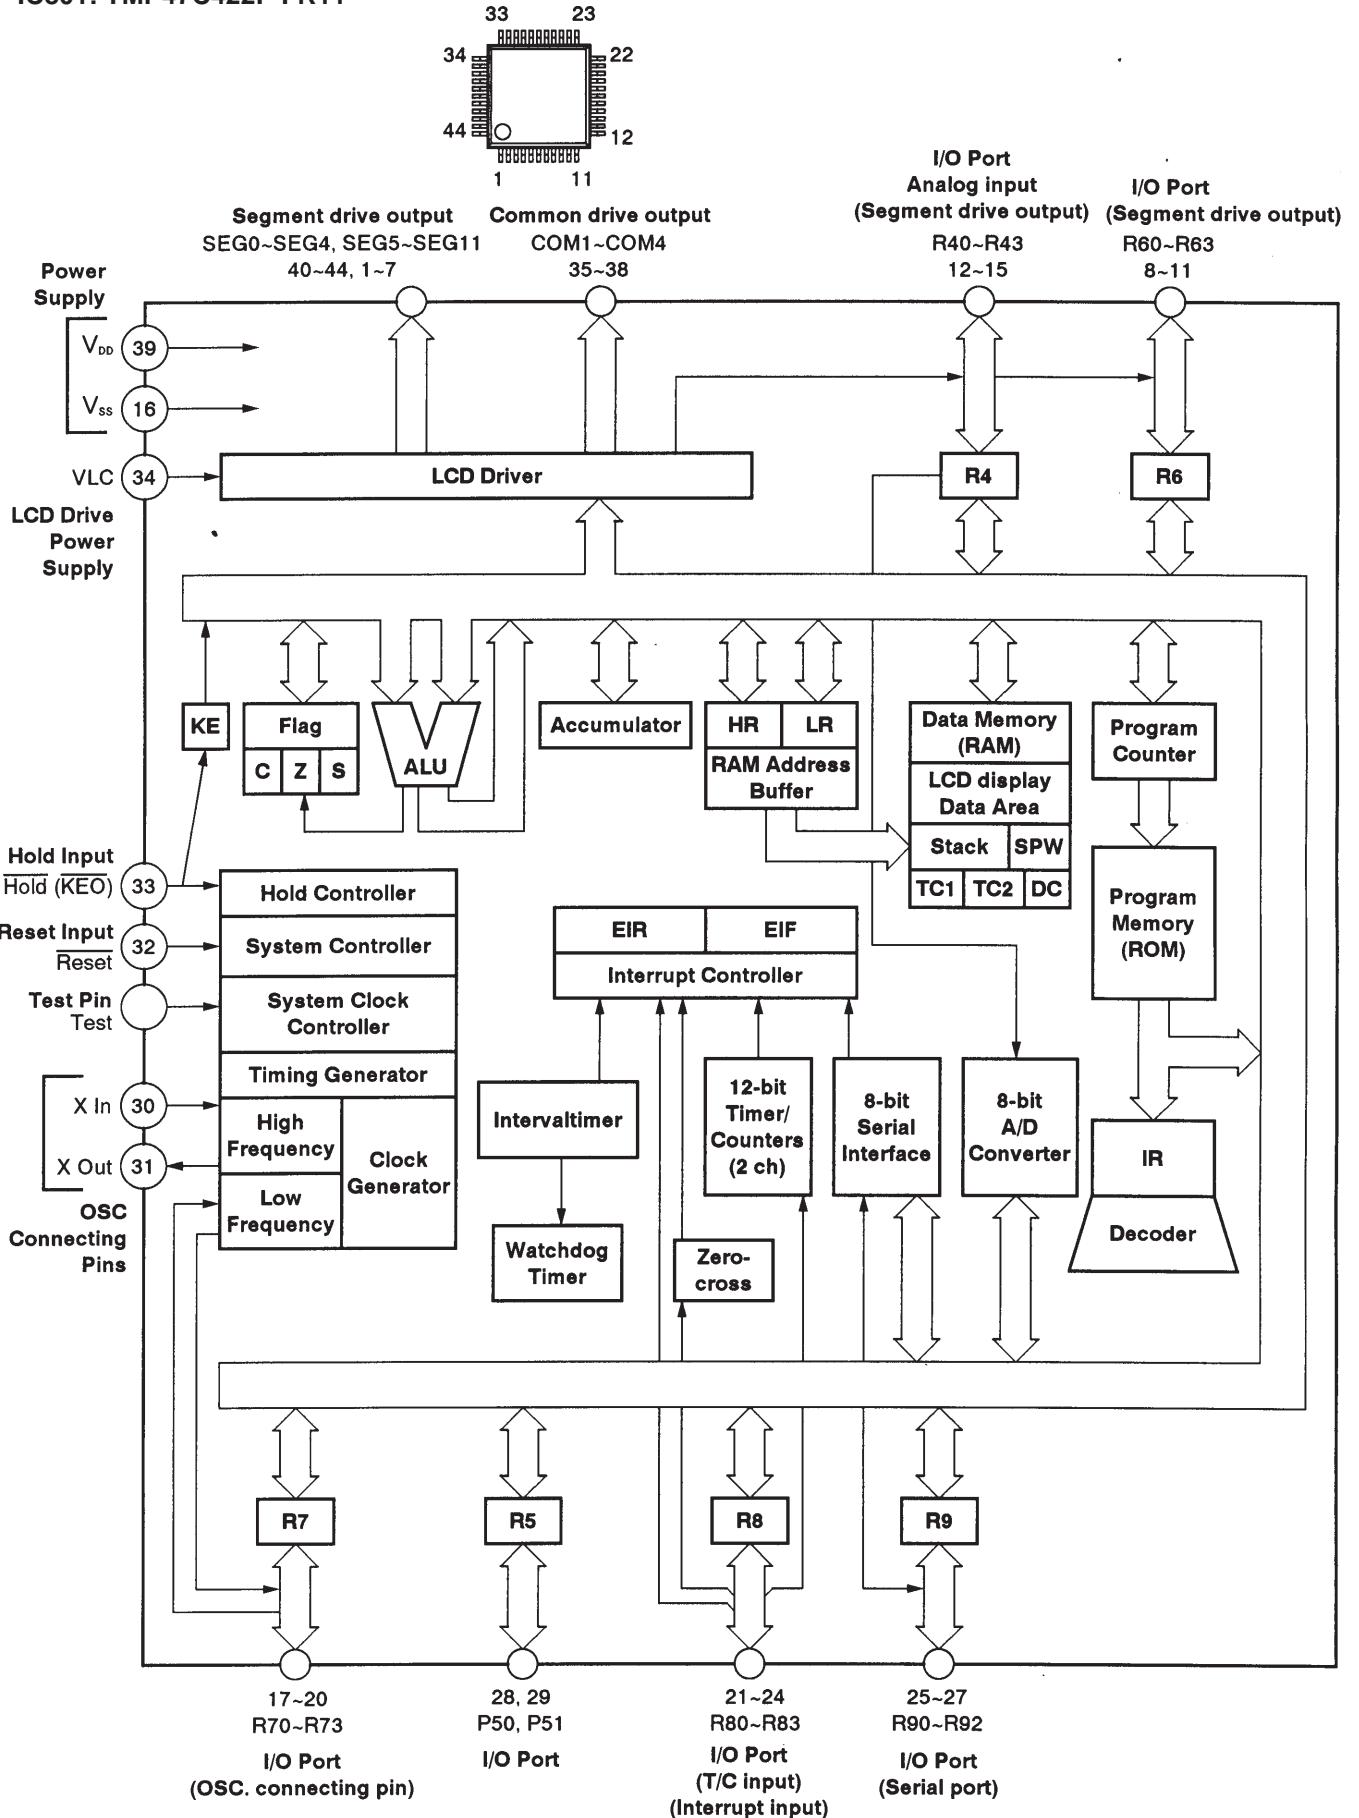 33 23
34 22
44 12
1 11
I/O Port
Analog input
(Segment drive output)
R40~R43
12~15
I/O Port
(Segment drive output)
R60~R63
8~11
Segment drive output
SEG0~SEG4, SEG5~SEG11
40~44, 1~7
Common drive output
COM1~COM4
35~38
Power
Supply
VDD 39
VSS 16
VLC 34
LCD Drive
Power
Supply
LCD Driver
R4
R6
KE
Flag
C Z S
ALU
Accumulator
HR LR
RAM Address
Buffer
Data Memory
(RAM)
LCD display
Data Area
Stack SPW
TC1 TC2 DC
Program
Counter
Program
Memory
(ROM)
Hold Input
Hold (KEO) 33
Reset Input
Reset 32
Test Pin
Test
X In 30
X Out 31
OSC
Connecting
Pins
Hold Controller
System Controller
System Clock
Controller
Timing Generator
High
Frequency
Low
Frequency
Clock
Generator
EIR EIF
Interrupt Controller
Intervaltimer
Watchdog
Timer
12-bit
Timer/
Counters
(2 ch)
Zero-
cross
8-bit
Serial
Interface
8-bit
A/D
Converter
IR
Decoder
R7
R5
R8
R9
17~20
R70~R73
I/O Port
(OSC. connecting pin)
28, 29
P50, P51
I/O Port
21~24
R80~R83
I/O Port
(T/C input)
(Interrupt input)
25~27
R90~R92
I/O Port
(Serial port)